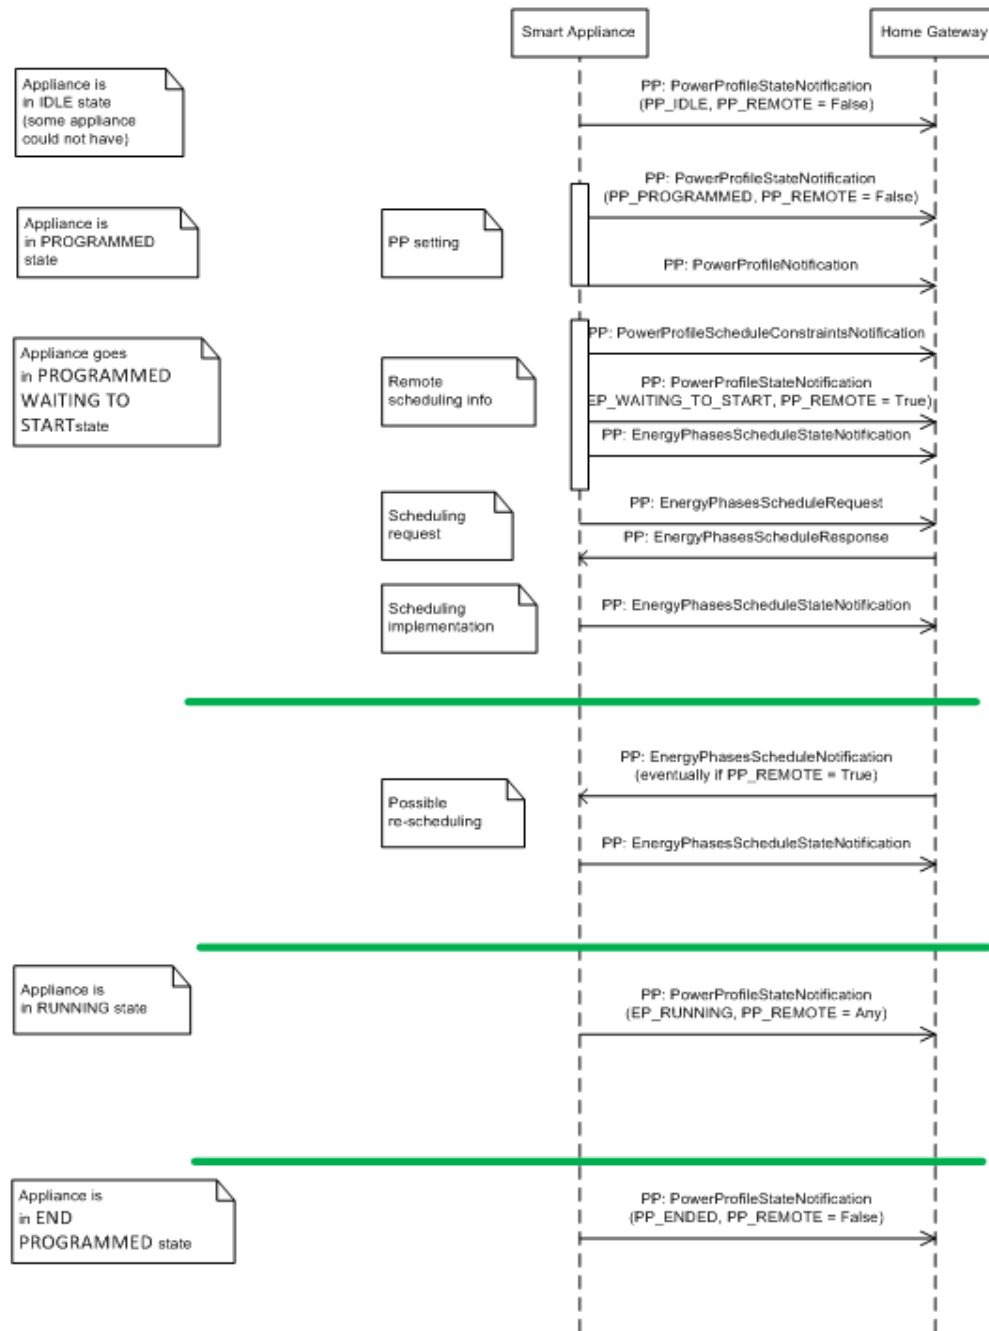 Smart Appliance
Home Gateway
Appliance is
in IDLE state
(some appliance
could not have)
PP: PowerProfileStateNotification
(PP_IDLE, PP_REMOTE = False)
PP: PowerProfileStateNotification
(PP_PROGRAMMED, PP_REMOTE = False)
Appliance is
in PROGRAMMED
state
PP setting
PP: PowerProfileNotification
PP: PowerProfileScheduleConstraintsNotification
Appliance goes
in PROGRAMMED
WAITING TO
STARTstate
Remote
scheduling info
PP: PowerProfileStateNotification
EP_WAITING_TO_START, PP_REMOTE = True)
PP: EnergyPhasesScheduleStateNotification
Scheduling
request
PP: EnergyPhasesScheduleRequest
PP: EnergyPhasesScheduleResponse
Scheduling
implementation
PP: EnergyPhasesScheduleStateNotification
PP: EnergyPhasesScheduleNotification
(eventually if PP_REMOTE = True)
Possible
re-scheduling
PP: EnergyPhasesScheduleStateNotification
Appliance is
in RUNNING state
PP: PowerProfileStateNotification
(EP_RUNNING, PP_REMOTE = Any)
Appliance is
in END
PROGRAMMED state
PP: PowerProfileStateNotification
(PP_ENDED, PP_REMOTE = False)